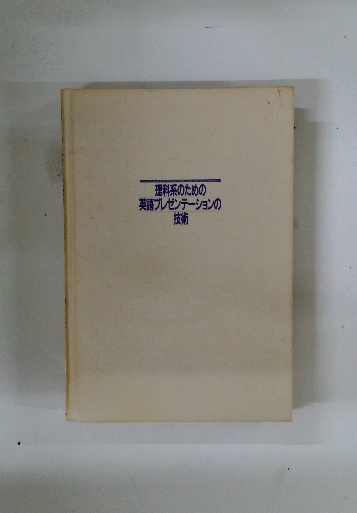 理科系のための
英語プレゼンテーションの
技術